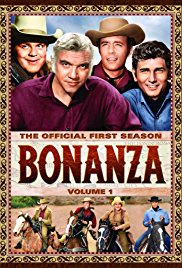 THE OFFICIAL FIRST SEASON
BONANZA
VOLUME 1